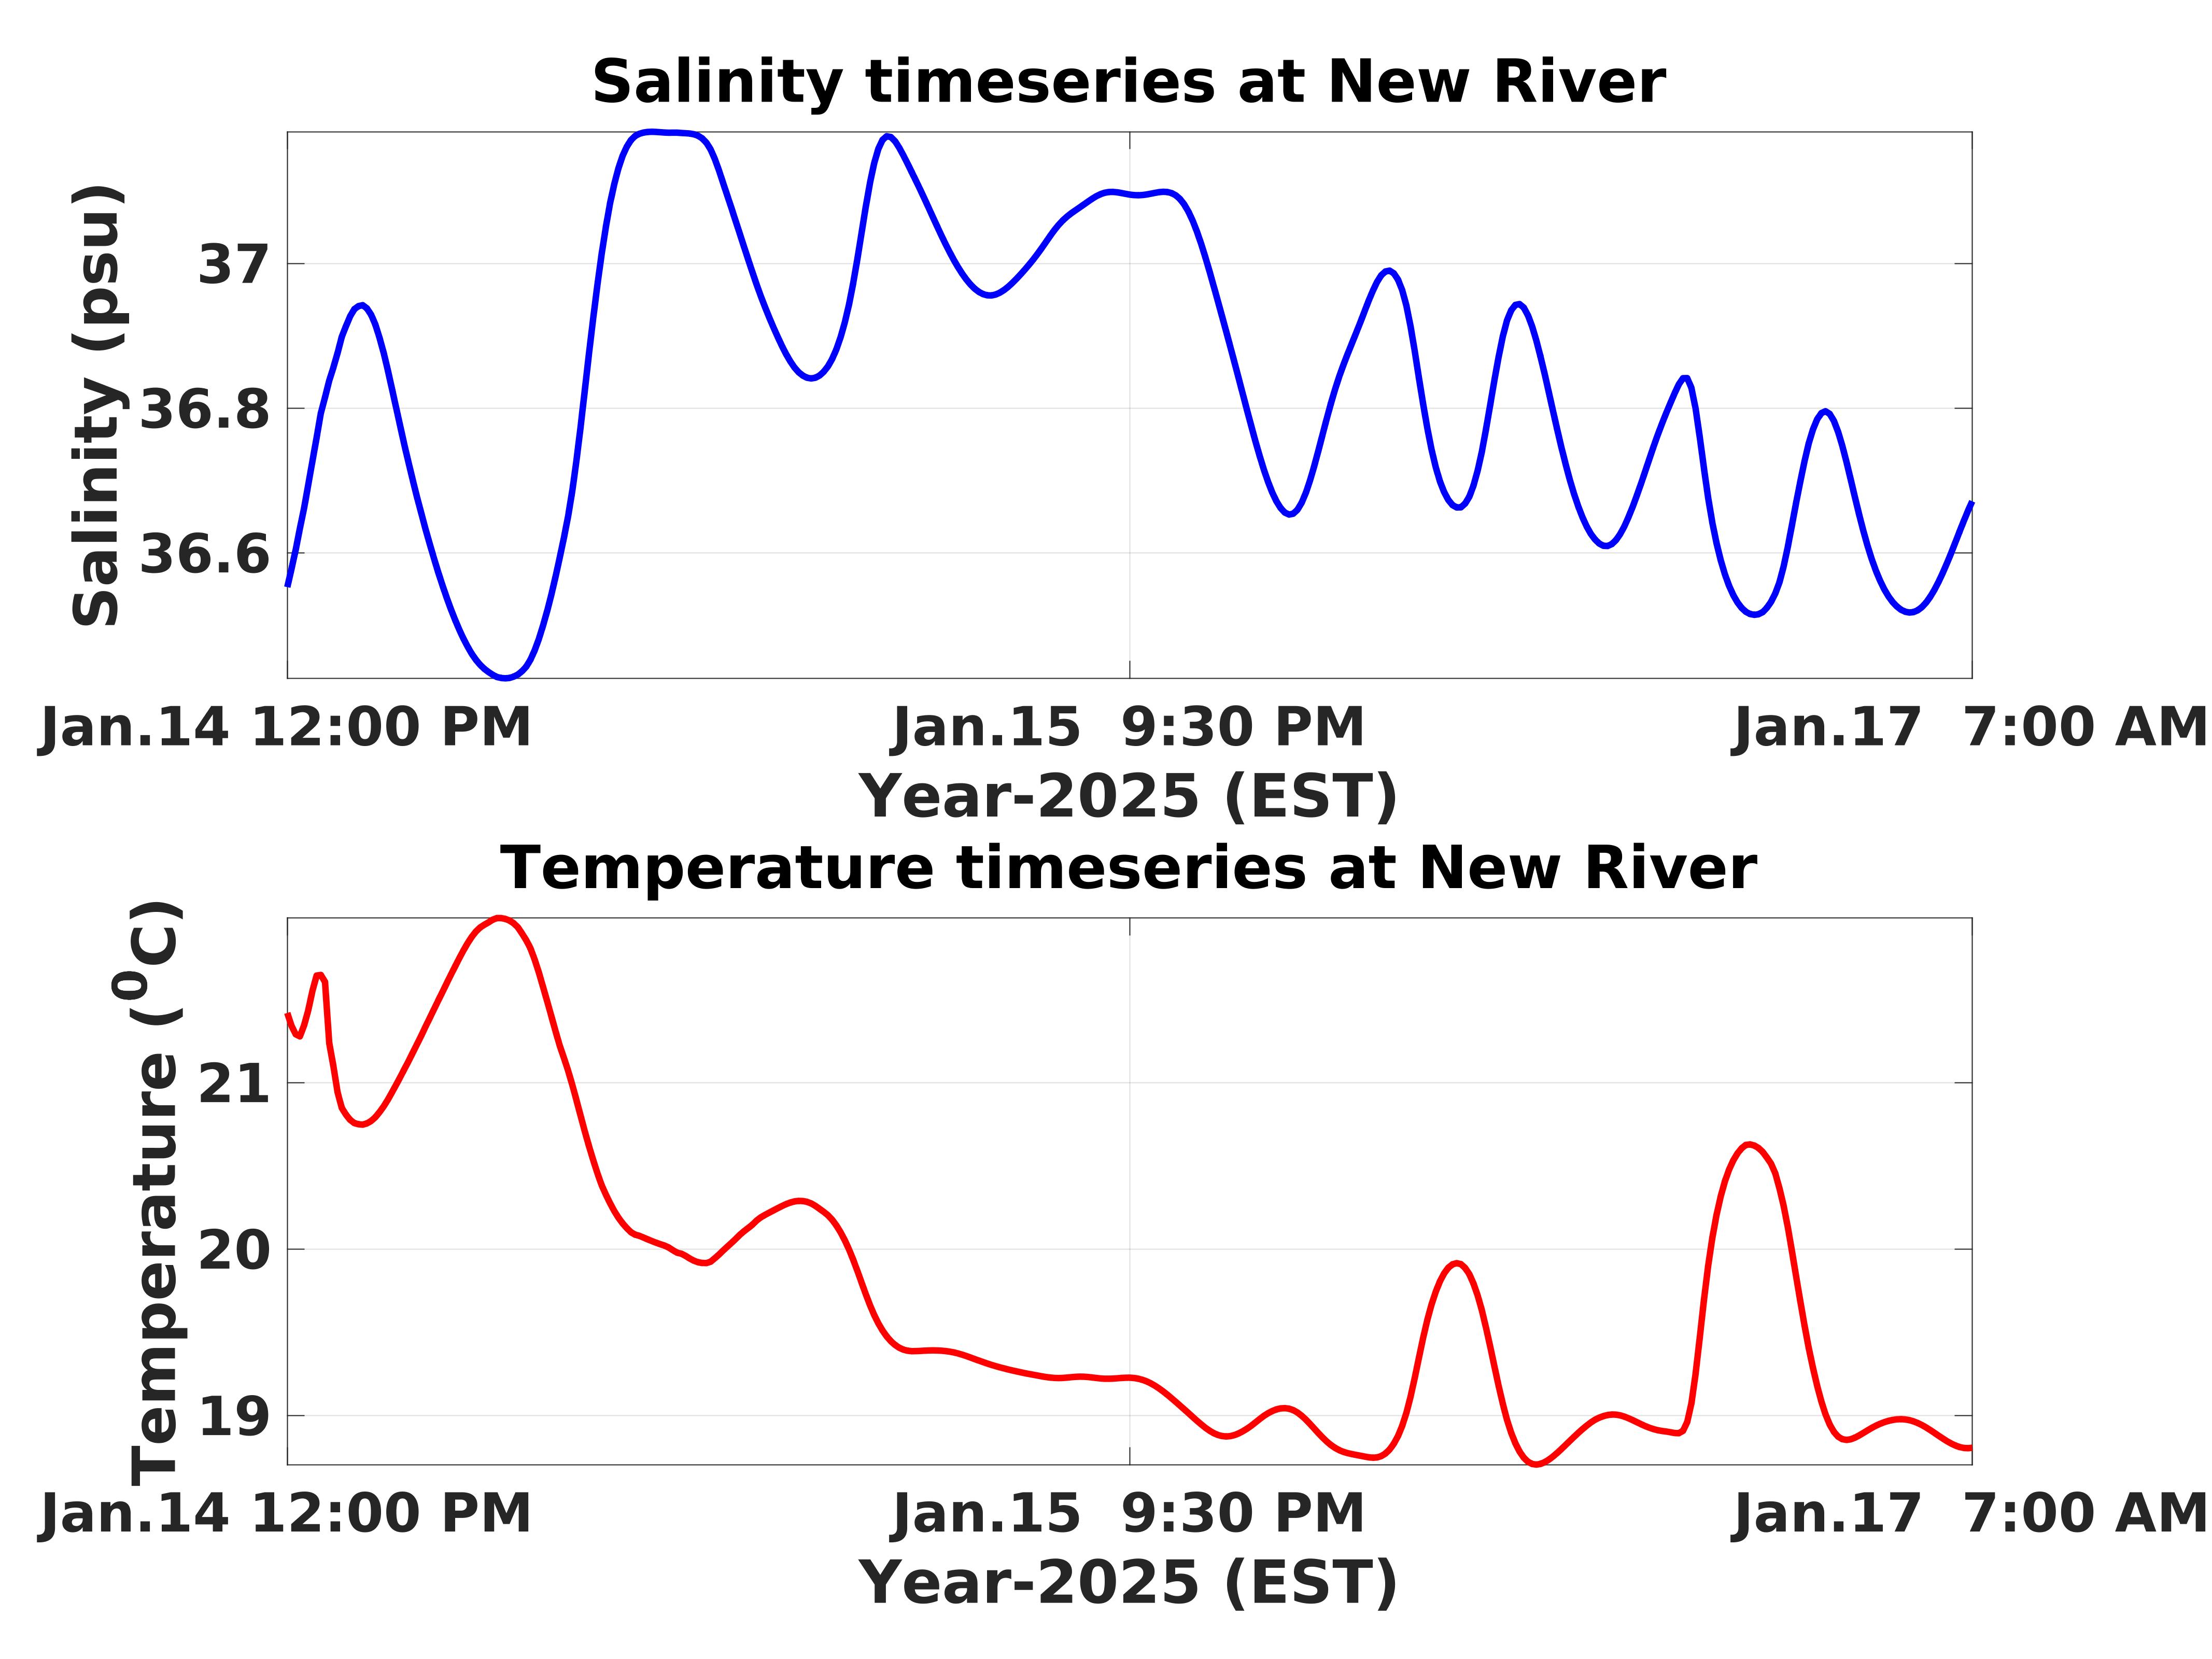 Salinity timeseries at New River
Salinity (psu)
37
36.8
36.6
Jan.14 12:00 PM Jan.15 9:30 PM Jan.17 7:00 AM
Year-2025 (EST)
Temperature timeseries at New River
Temperature (⁰C)
21
20
19
Jan.14 12:00 PM Jan.15 9:30 PM Jan.17 7:00 AM
Year-2025 (EST)